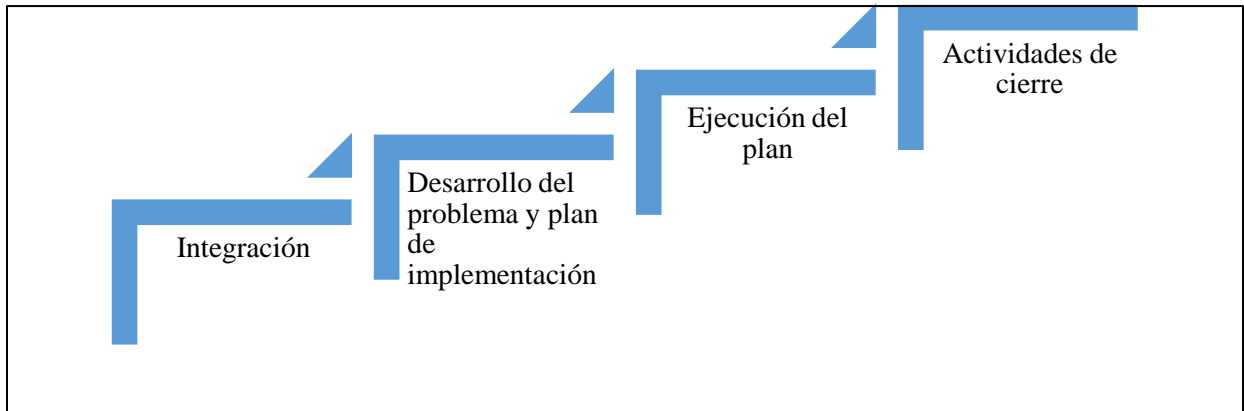 Integración
Desarrollo del
problema y plan
de
implementación
Ejecución del
plan
Actividades de
cierre